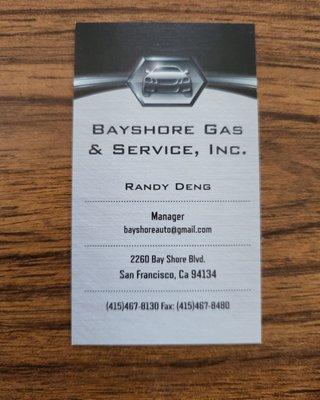 Bayshore Gas
& Service, Inc.
Randy Deng
Manager
bayshoreauto@gmail.com
2260 Bay Shore Blvd.
San Francisco, Ca 94134
(415)467-8130 Fax: (415)467-8480